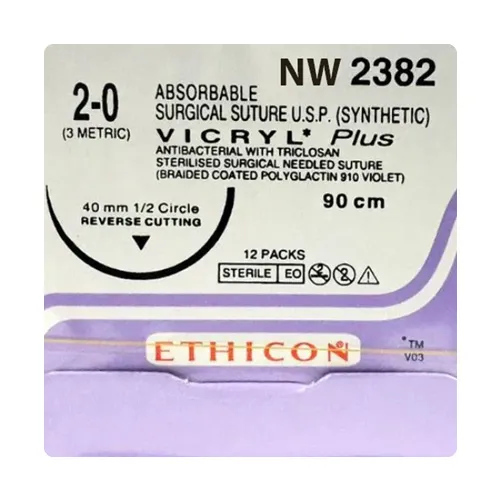 NW 2382
2-0
(3 METRIC)
ABSORBABLE
SURGICAL SUTURE U.S.P. (SYNTHETIC)
VICRYL* Plus
ANTIBACTERIAL WITH TRICLOSAN
STERILISED SURGICAL NEEDLED SUTURE
(BRAIDED COATED POLYGLACTIN 910 VIOLET)
40 mm 1/2 Circle
REVERSE CUTTING
90 cm
12 PACKS
STERILE EO
2
ETHICON
*TM
V03